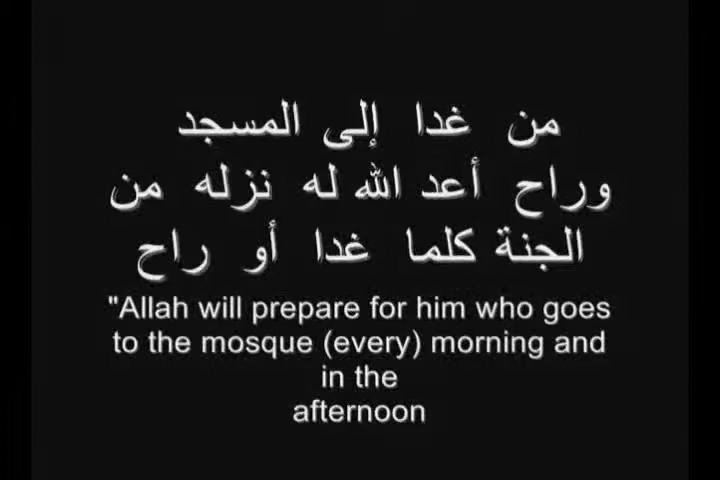 من غدا إلى المسجد
وراح أعد الله له نزله من
الجنة كلما غدا أو راح
"Allah will prepare for him who goes
to the mosque (every) morning and
in the
afternoon